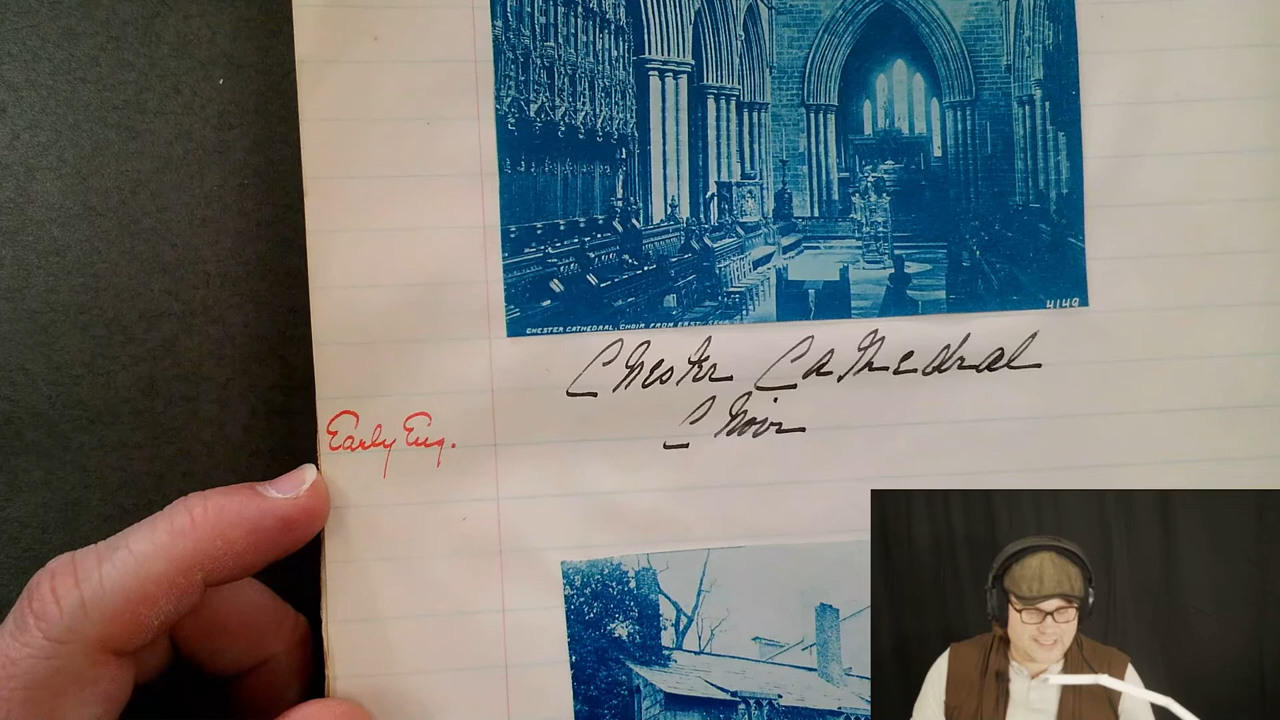 4149
CHESTER CATHEDRAL, CHOIR FROM EAST.
Chester Cathedral
Choir
Early Eng.